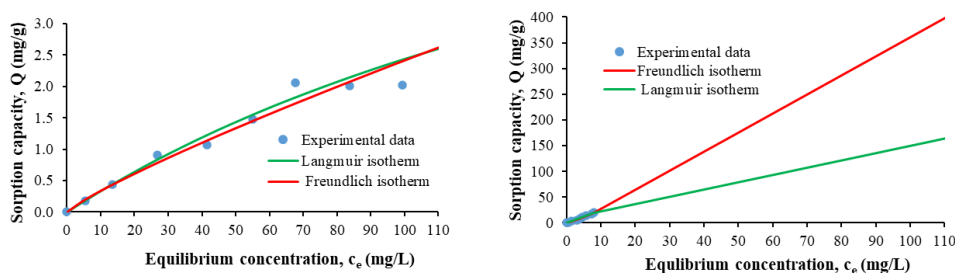 Sorption capacity, Q (mg/g)
3.0
2.5
2.0
1.5
1.0
0.5
0.0
Experimental data
Langmuir isotherm
Freundlich isotherm
0 10 20 30 40 50 60 70 80 90 100 110
Equilibrium concentration, ce (mg/L)
Sorption capacity, Q (mg/g)
400
350
300
250
200
150
100
50
0
Experimental data
Freundlich isotherm
Langmuir isotherm
0 10 20 30 40 50 60 70 80 90 100 110
Equlibrium concentration, ce (mg/L)